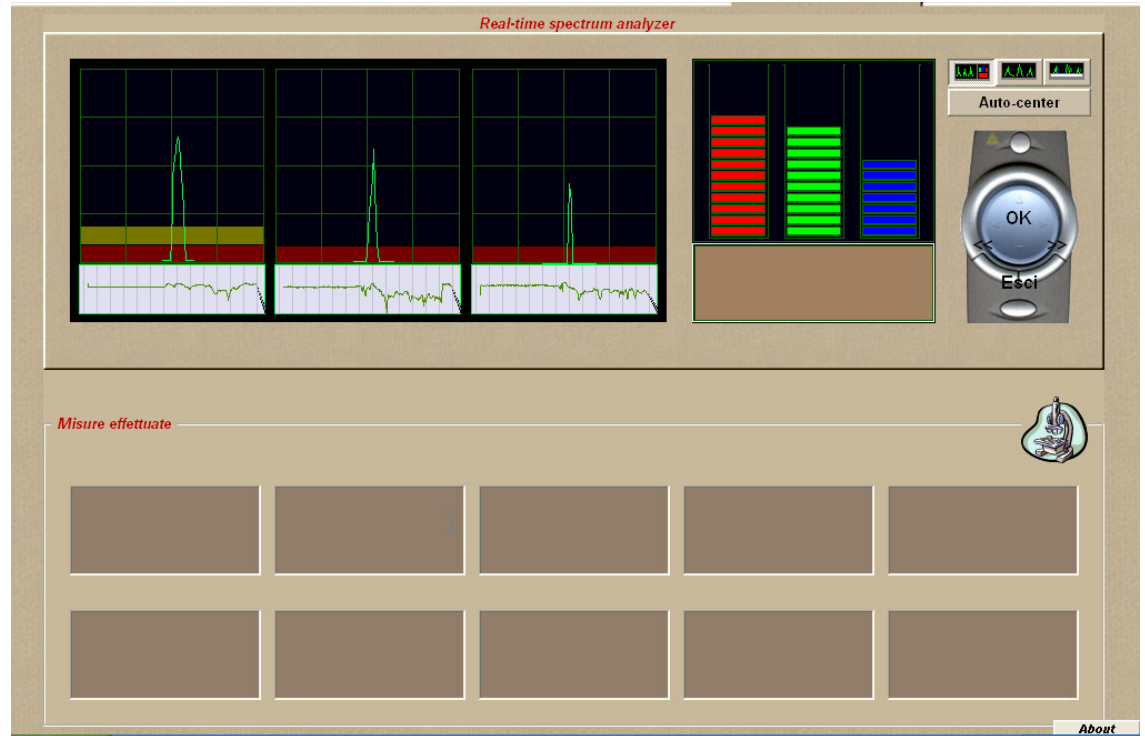 Real-time spectrum analyzer
Auto-center
OK
<< >>
Esci
Misure effettuate
About